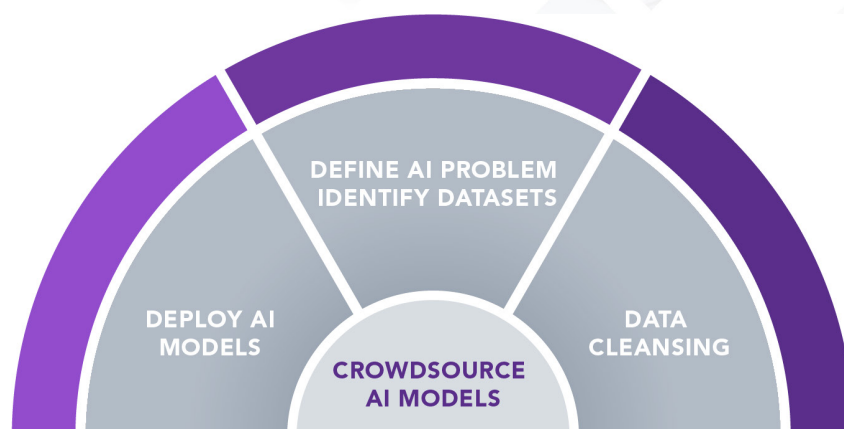 DEFINE AI PROBLEM
IDENTIFY DATASETS
DEPLOY AI
MODELS
DATA
CLEANSING
CROWDSOURCE
AI MODELS